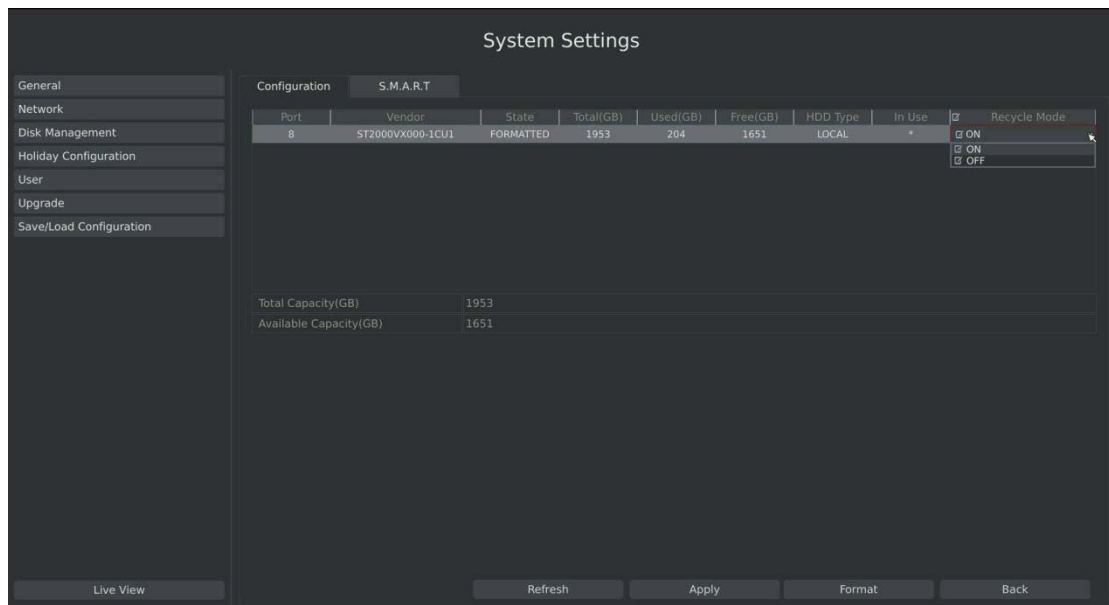 System Settings
General
Network
Disk Management
Holiday Configuration
User
Upgrade
Save/Load Configuration
Live View
Configuration S.M.A.R.T
Port Vendor State Total(GB) Used(GB) Free(GB) HDD Type In Use Recycle Mode
8 ST2000VX000-1CU1 FORMATTED 1953 204 1651 LOCAL * ON
ON
OFF
Total Capacity(GB) 1953
Available Capacity(GB) 1651
Refresh Apply Format Back